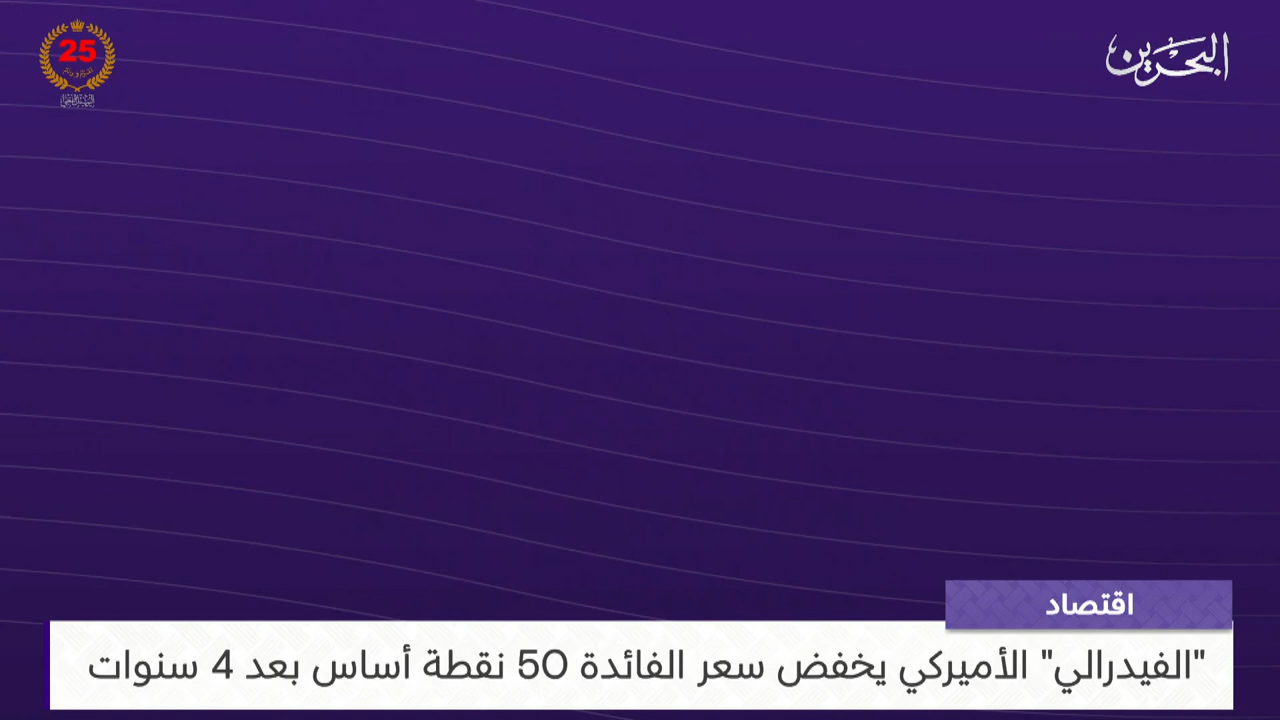 البحرين
25
اقتصاد
"الفيدرالي" الأميركي يخفض سعر الفائدة 50 نقطة أساس بعد 4 سنوات